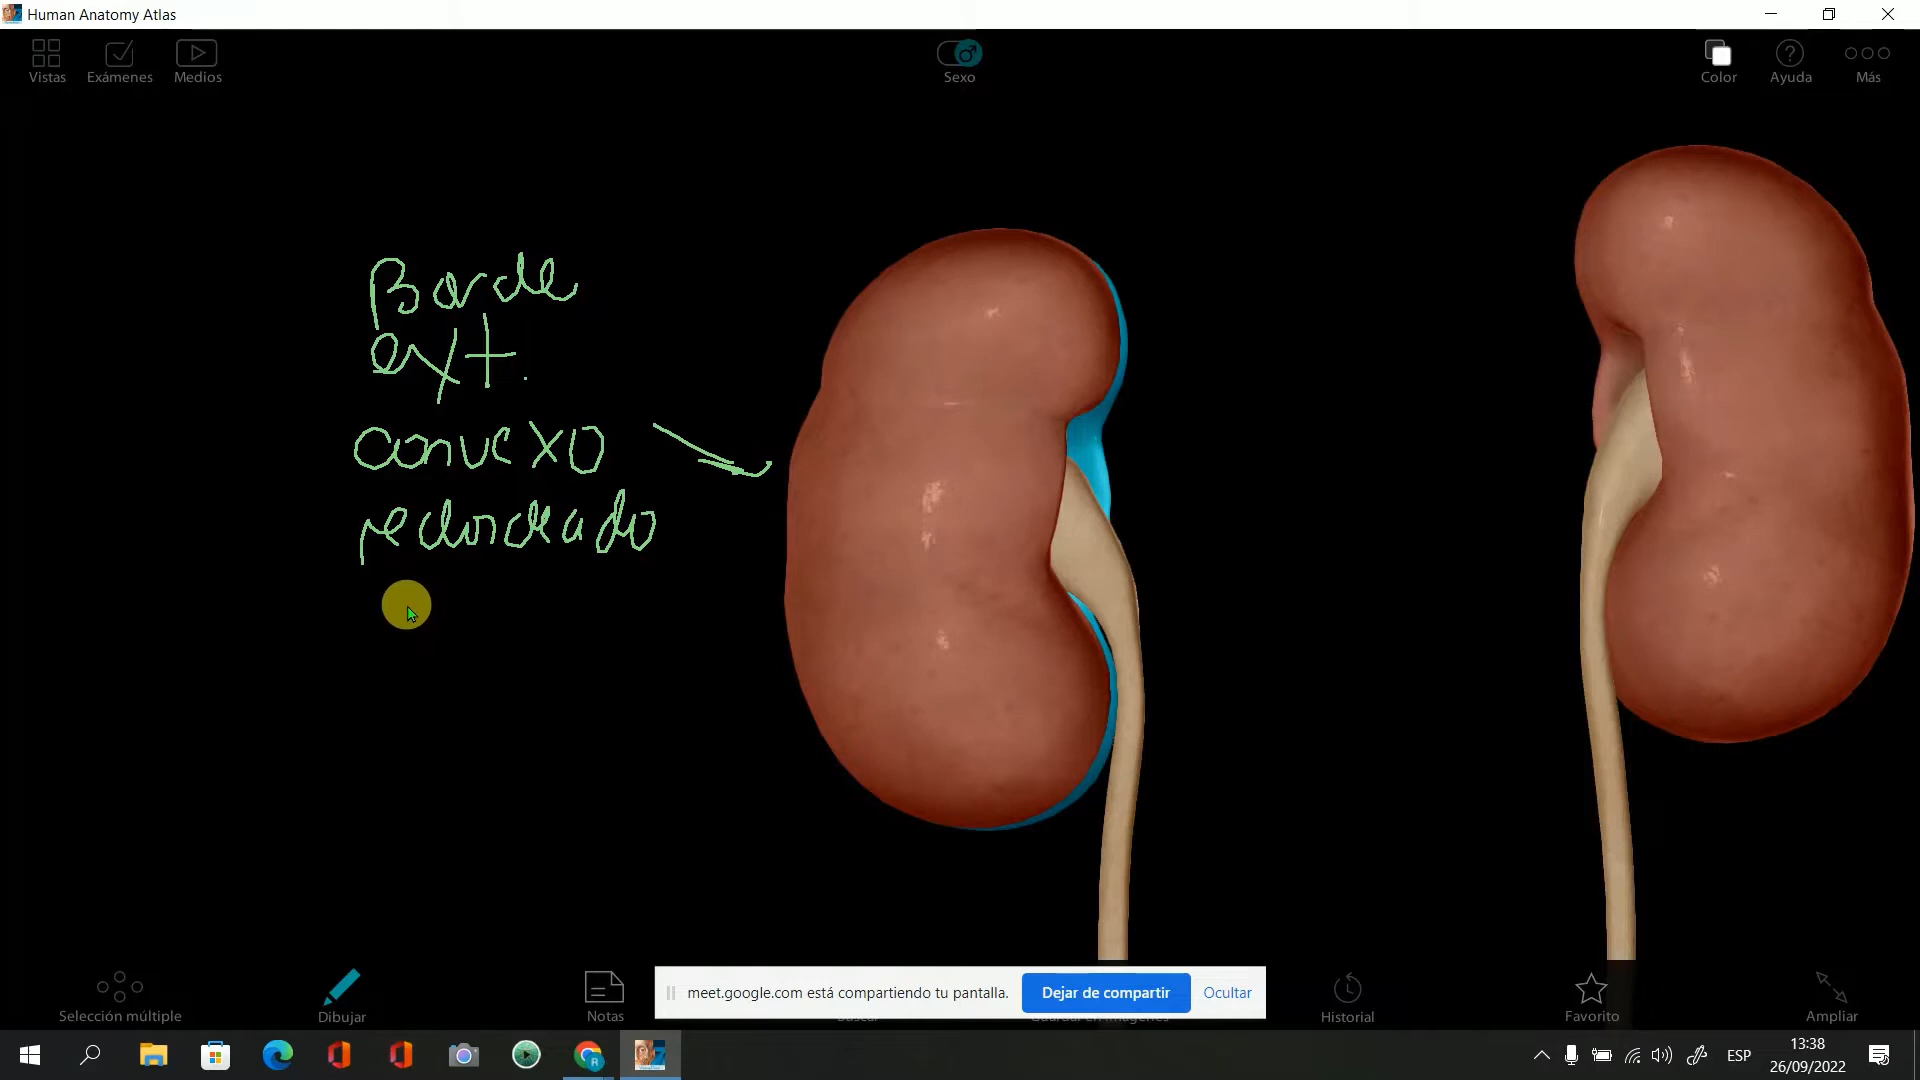 Human Anatomy Atlas
Vistas
Exámenes
Medios
Sexo
Color
Ayuda
Más
Borde
ext.
convexo
redondeado
Selección múltiple
Dibujar
Notas
meet.google.com está compartiendo tu pantalla.
Dejar de compartir
Ocultar
Historial
Favorito
Ampliar
ESP
13:38
26/09/2022